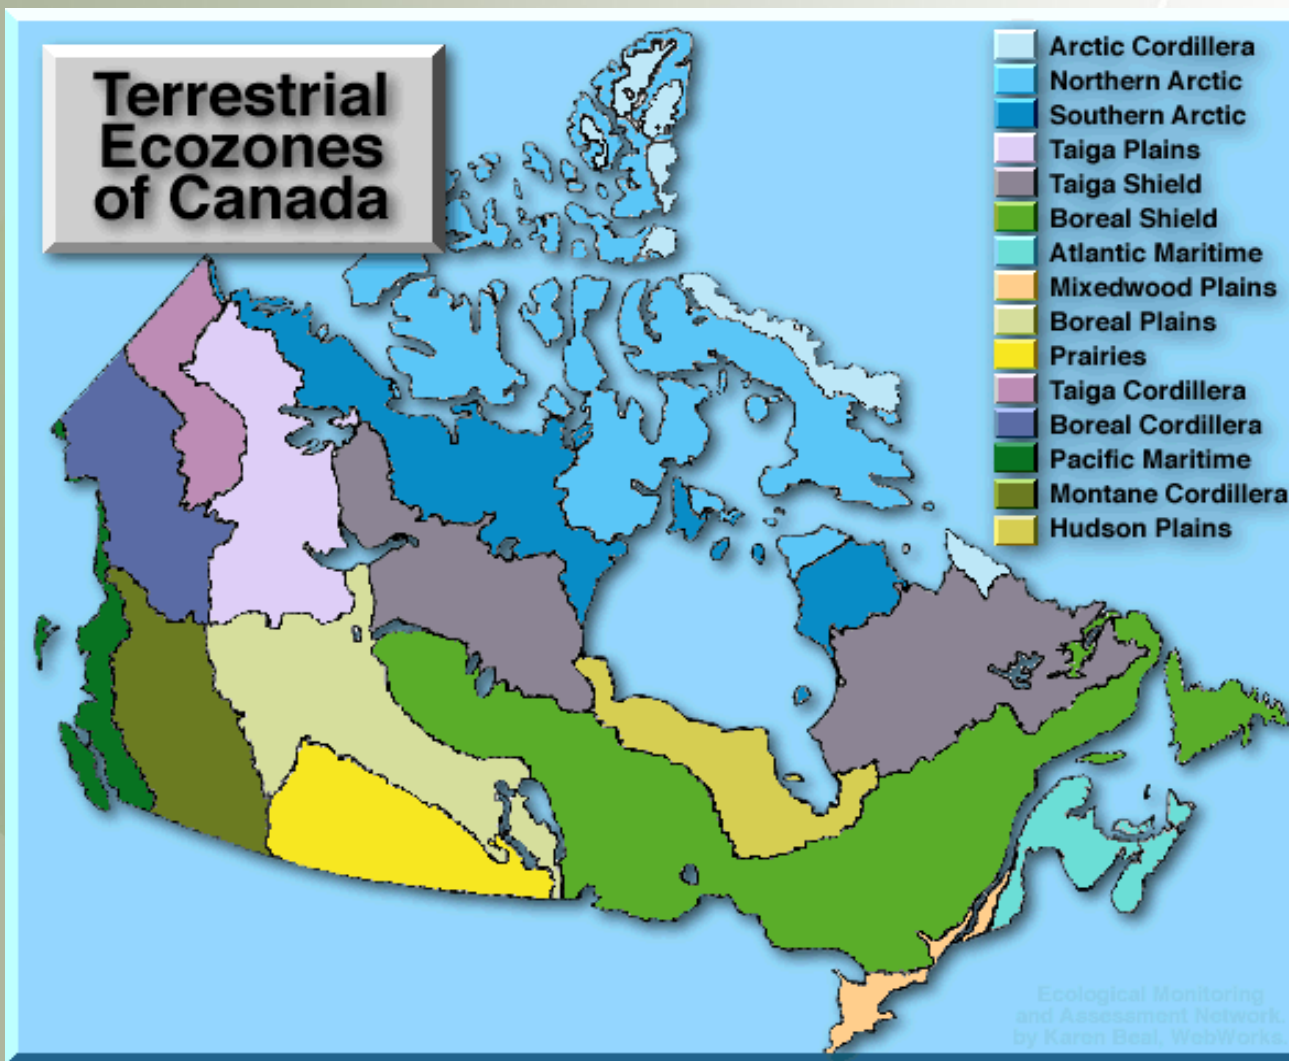 Terrestrial
Ecozones
of Canada
Arctic Cordillera
Northern Arctic
Southern Arctic
Taiga Plains
Taiga Shield
Boreal Shield
Atlantic Maritime
Mixedwood Plains
Boreal Plains
Prairies
Taiga Cordillera
Boreal Cordillera
Pacific Maritime
Montane Cordillera
Hudson Plains
Ecological Monitoring
and Assessment Network.
by Karen Beal, WebWorks.